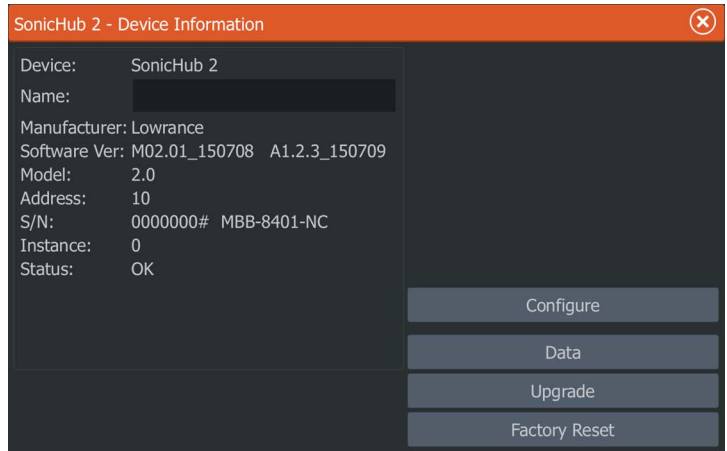 SonicHub 2 - Device Information
Device: SonicHub 2
Name:
Manufacturer: Lowrance
Software Ver: M02.01_150708 A1.2.3_150709
Model: 2.0
Address: 10
S/N: 0000000# MBB-8401-NC
Instance: 0
Status: OK
Configure
Data
Upgrade
Factory Reset